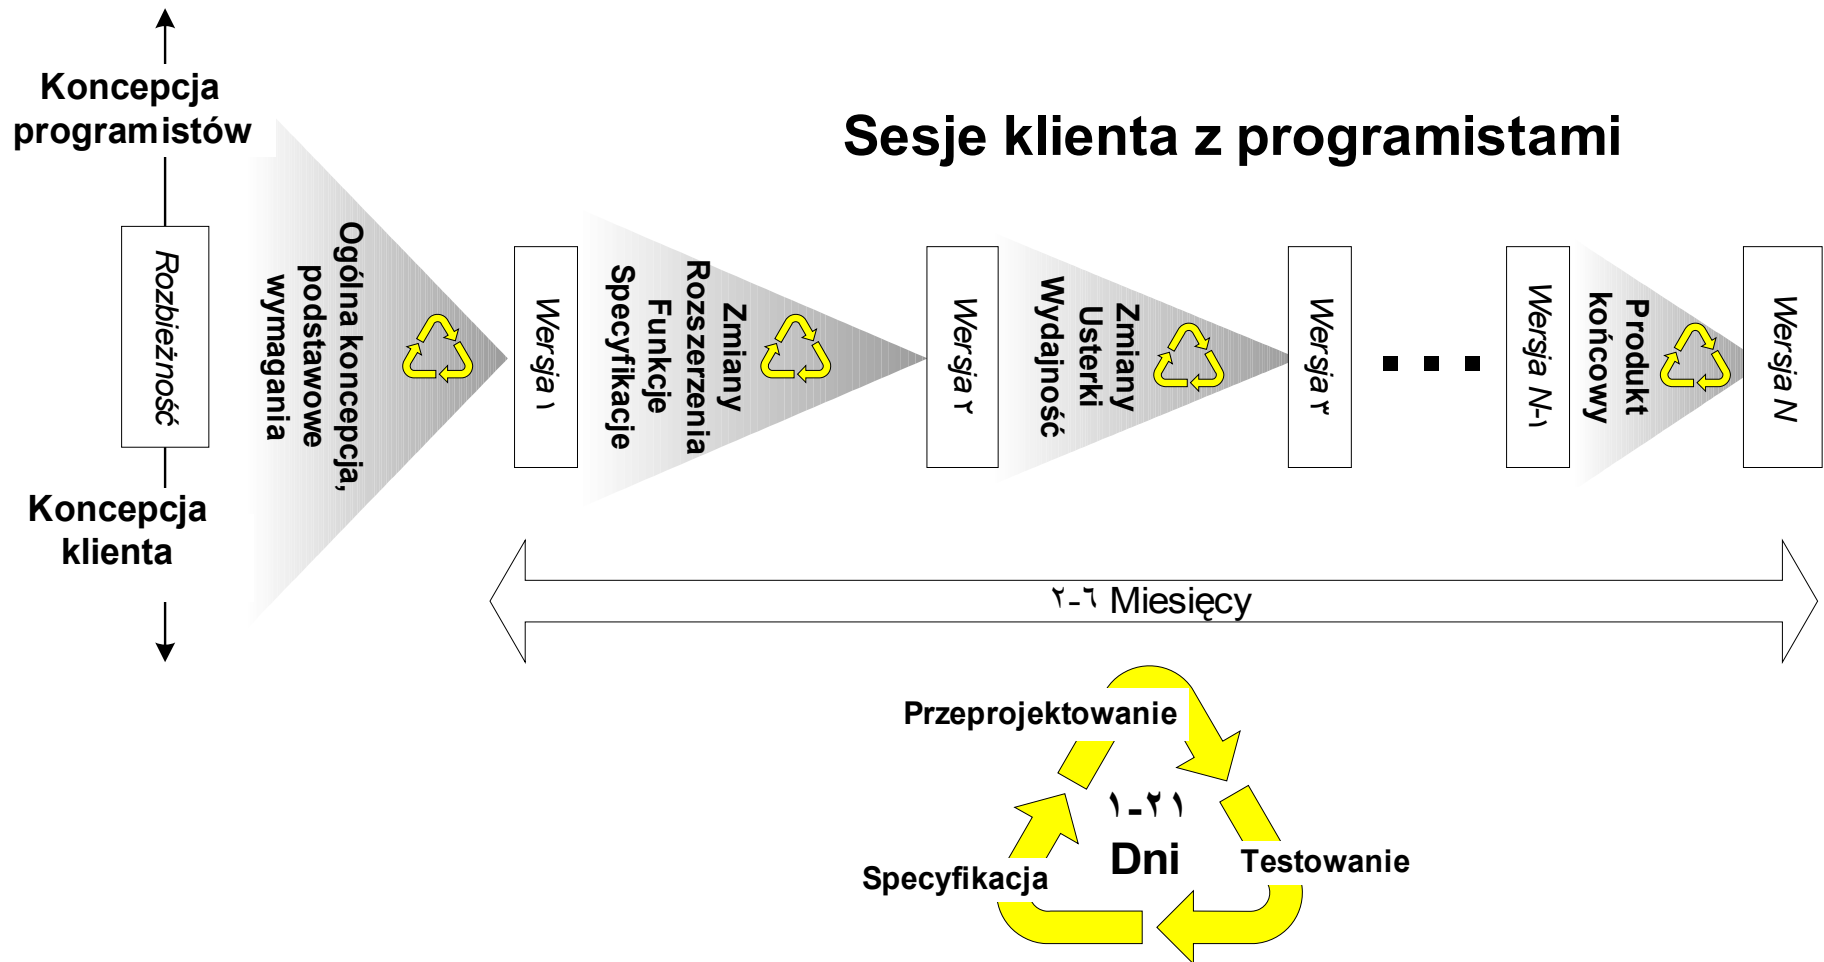 Koncepcja
programistów
Sesje klienta z programistami
Rozbieżność
Koncepcja
klienta
Ogólna koncepcja,
podstawowe
wymagania
Wersja ١
Zmiany
Rozszerzenia
Funkcje
Specyfikacje
Wersja ٢
Zmiany
Usterki
Wydajność
Wersja ٣
Wersja N-١
Produkt
końcowy
Wersja N
٢-٦ Miesięcy
Przeprojektowanie
١-٢١
Dni
Specyfikacja
Testowanie